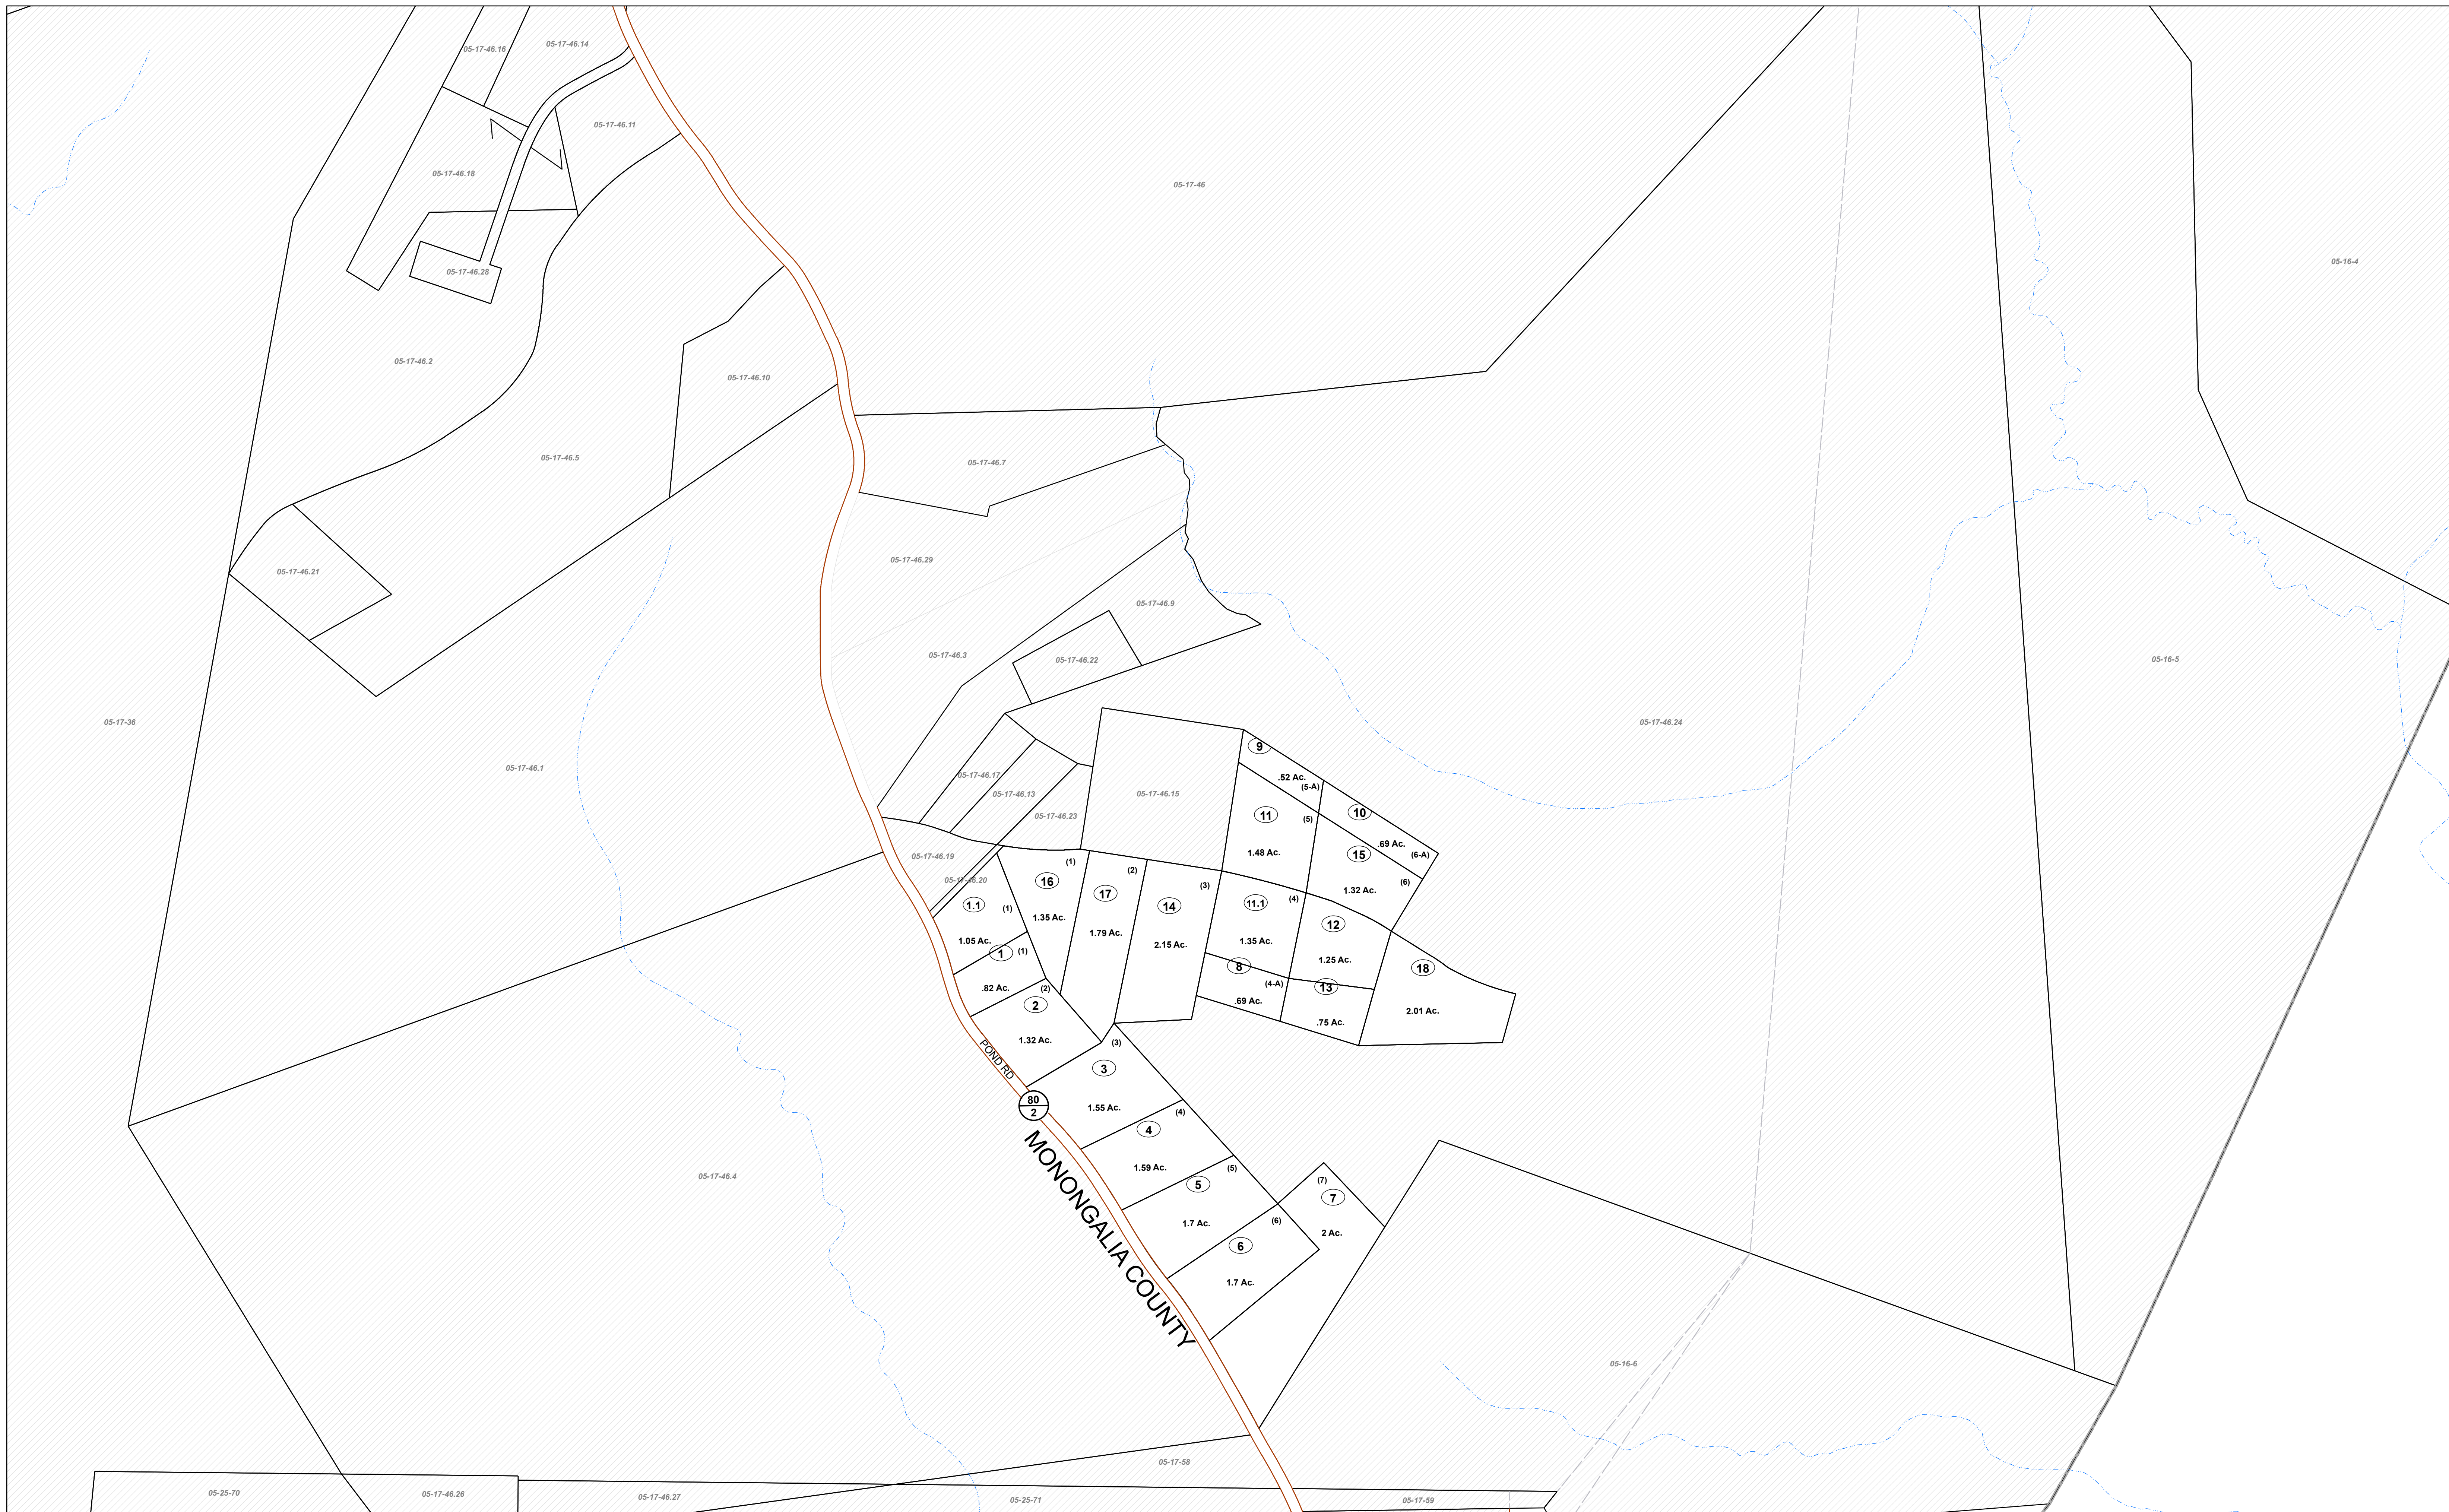 05-17-46.16
05-17-46.14
05-17-46.11
05-17-46.18
05-17-46
05-16-4
05-17-46.28
05-17-46.2
05-17-46.10
05-17-46.5
05-17-46.7
05-17-46.29
05-17-46.21
05-17-46.9
05-17-46.3
05-17-46.22
05-16-5
05-17-36
05-17-46.24
05-17-46.1
05-17-46.17
05-17-46.13
05-17-46.15
05-17-46.23
9
.52 Ac.
(5-A)
10
.69 Ac.
(6-A)
11
(5)
1.48 Ac.
15
1.32 Ac.
(6)
05-17-46.19
05-17-46.20
1.1
(1)
1.05 Ac.
16
(1)
1.35 Ac.
17
(2)
1.79 Ac.
14
(3)
2.15 Ac.
11.1
(4)
1.35 Ac.
12
1.25 Ac.
1
(1)
.82 Ac.
8
(4-A)
.69 Ac.
13
.75 Ac.
18
2.01 Ac.
(2)
2
1.32 Ac.
POND RD
(3)
3
1.55 Ac.
80
2
(4)
4
1.59 Ac.
MONONGALIA COUNTY
(5)
5
1.7 Ac.
(7)
7
2 Ac.
(6)
6
1.7 Ac.
05-17-46.4
05-16-6
05-17-58
05-25-70
05-17-46.26
05-17-46.27
05-25-71
05-17-59